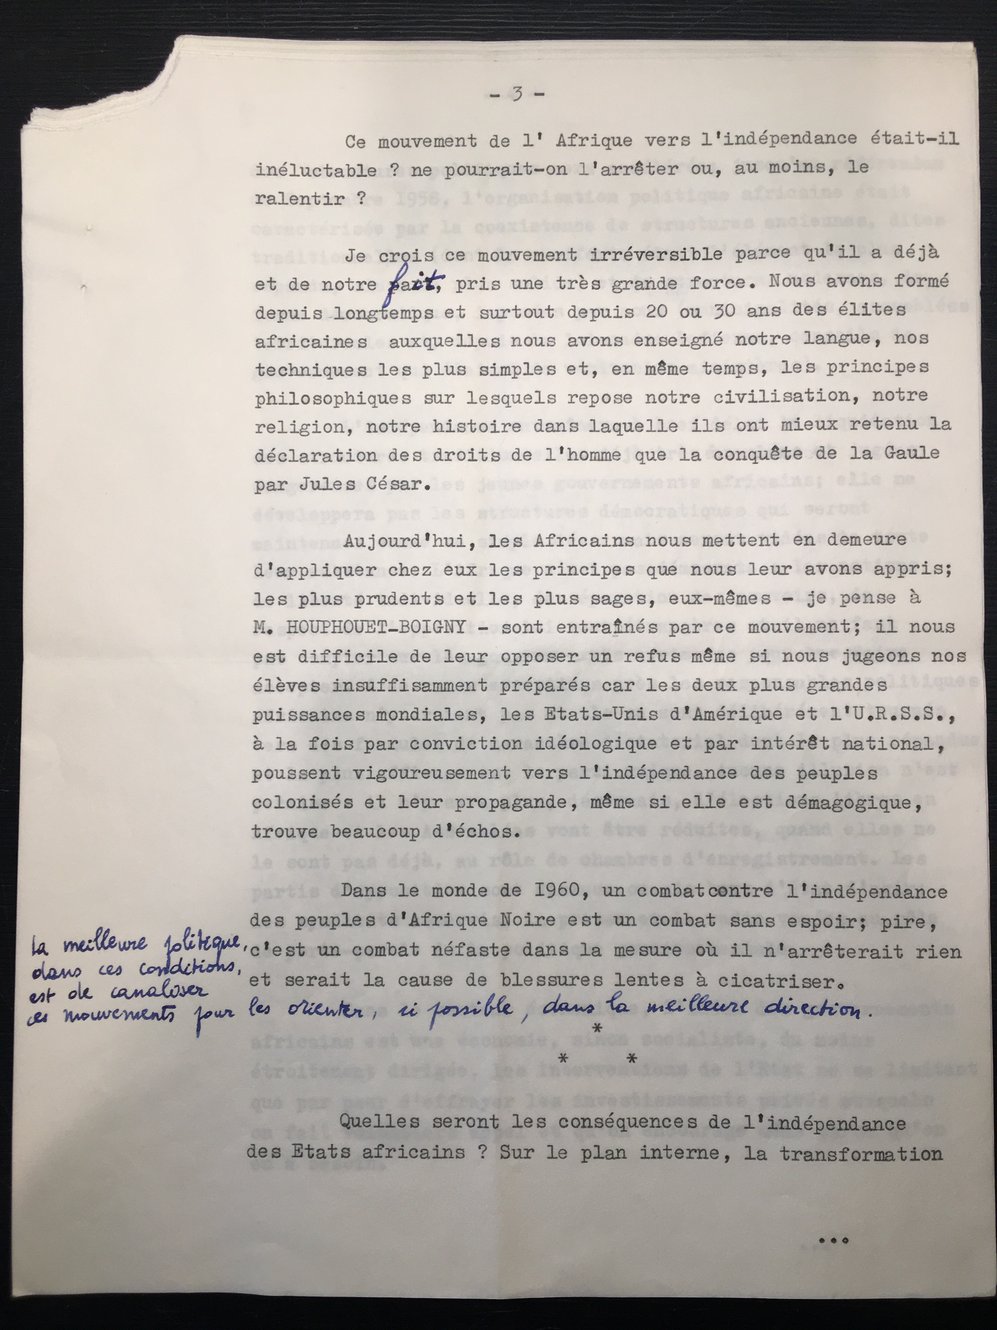 - 3 -
Ce mouvement de l' Afrique vers l'indépendance était-il
inéluctable ? ne pourrait-on l'arrêter ou, au moins, le
ralentir ?
Je crois ce mouvement irréversible parce qu'il a déjà
et de notre fait, pris une très grande force. Nous avons formé
depuis longtemps et surtout depuis 20 ou 30 ans des élites
africaines auxquelles nous avons enseigné notre langue, nos
techniques les plus simples et, en même temps, les principes
philosophiques sur lesquels repose notre civilisation, notre
religion, notre histoire dans laquelle ils ont mieux retenu la
déclaration des droits de l'homme que la conquête de la Gaule
par Jules César.
Aujourd'hui, les Africains nous mettent en demeure
d'appliquer chez eux les principes que nous leur avons appris;
les plus prudents et les plus sages, eux-mêmes - je pense à
M. HOUPHOUET-BOIGNY - sont entraînés par ce mouvement; il nous
est difficile de leur opposer un refus même si nous jugeons nos
élèves insuffisamment préparés car les deux plus grandes
puissances mondiales, les Etats-Unis d'Amérique et l'U.R.S.S.,
à la fois par conviction idéologique et par intérêt national,
poussent vigoureusement vers l'indépendance des peuples
colonisés et leur propagande, même si elle est démagogique,
trouve beaucoup d'échos.
Dans le monde de I960, un combatcontre l'indépendance
des peuples d'Afrique Noire est un combat sans espoir; pire,
c'est un combat néfaste dans la mesure où il n'arrêterait rien
et serait la cause de blessures lentes à cicatriser.
la meilleure politique,
dans ces conditions,
est de canaliser
ces mouvements pour les orienter, si possible, dans la meilleure direction.
*
* *
Quelles seront les conséquences de l'indépendance
des Etats africains ? Sur le plan interne, la transformation
...